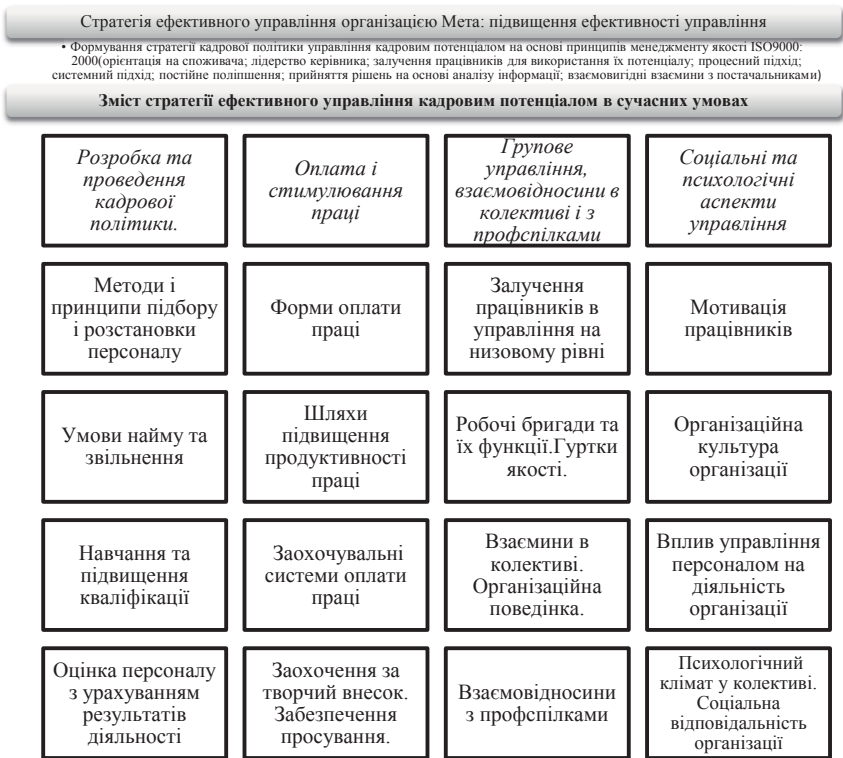 Стратегія ефективного управління організацією Мета: підвищення ефективності управління
• Формування стратегії кадрової політики управління кадровим потенціалом на основі принципів менеджменту якості ISO9000:
2000(орієнтація на споживача; лідерство керівника; залучення працівників для використання їх потенціалу; процесний підхід;
системний підхід; постійне поліпшення; прийняття рішень на основі аналізу інформації; взаємовигідні взаємини з постачальниками)
Зміст стратегії ефективного управління кадровим потенціалом в сучасних умовах
Розробка та
проведення
кадрової
політики.
Оплата і
стимулювання
праці
Групове
управління,
взаємовідносини в
колективі і з
профспілками
Соціальні та
психологічні
аспекти
управління
Методи і
принципи підбору
і розстановки
персоналу
Форми оплати
праці
Залучення
працівників в
управління на
низовому рівні
Мотивація
працівників
Умови найму та
звільнення
Шляхи
підвищення
продуктивності
праці
Робочі бригади та
їх функції.Гуртки
якості.
Організаційна
культура
організації
Навчання та
підвищення
кваліфікації
Заохочувальні
системи оплати
праці
Взаємини в
колективі.
Організаційна
поведінка.
Вплив управління
персоналом на
діяльність
організації
Оцінка персоналу
з урахуванням
результатів
діяльності
Заохочення за
творчий внесок.
Забезпечення
просування.
Взаємовідносини
з профспілками
Психологічний
клімат у колективі.
Соціальна
відповідальність
організації